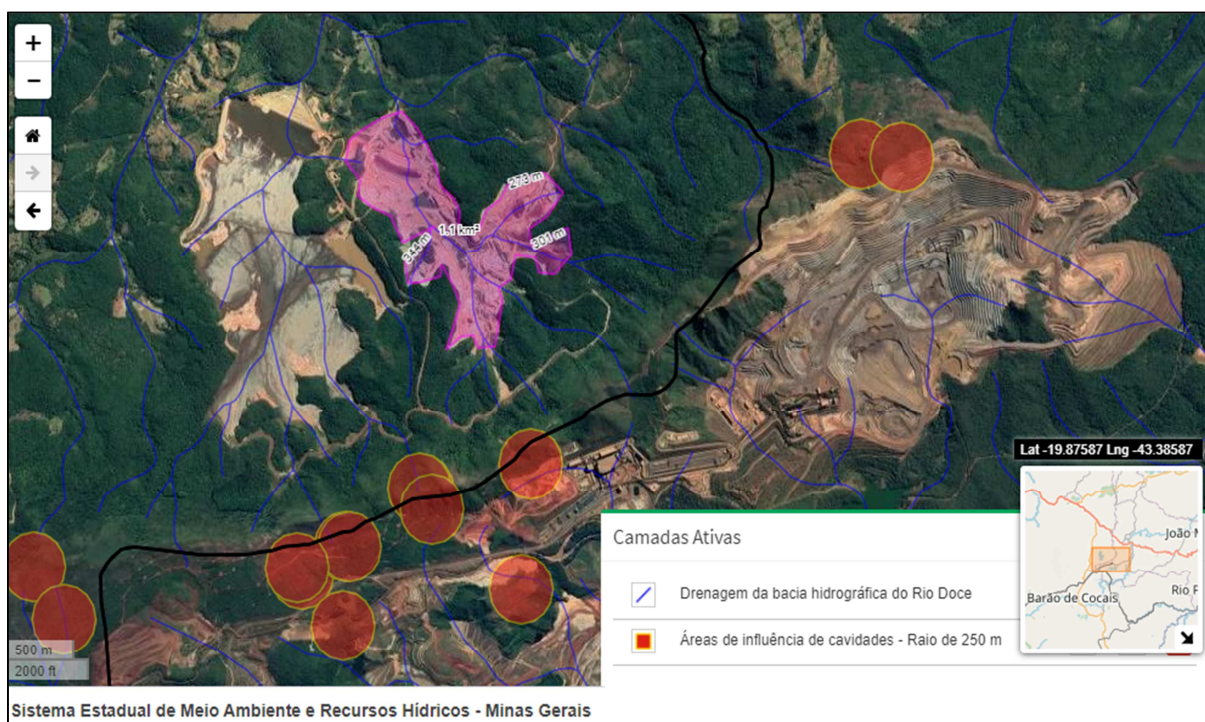 +
−
273 m
1.1 km²
344 m
301 m
Lat -19.87587 Lng -43.38587
João M
Barão de Cocais
Rio P
Camadas Ativas
Drenagem da bacia hidrográfica do Rio Doce
Áreas de influência de cavidades - Raio de 250 m
500 m
2000 ft
Sistema Estadual de Meio Ambiente e Recursos Hídricos - Minas Gerais